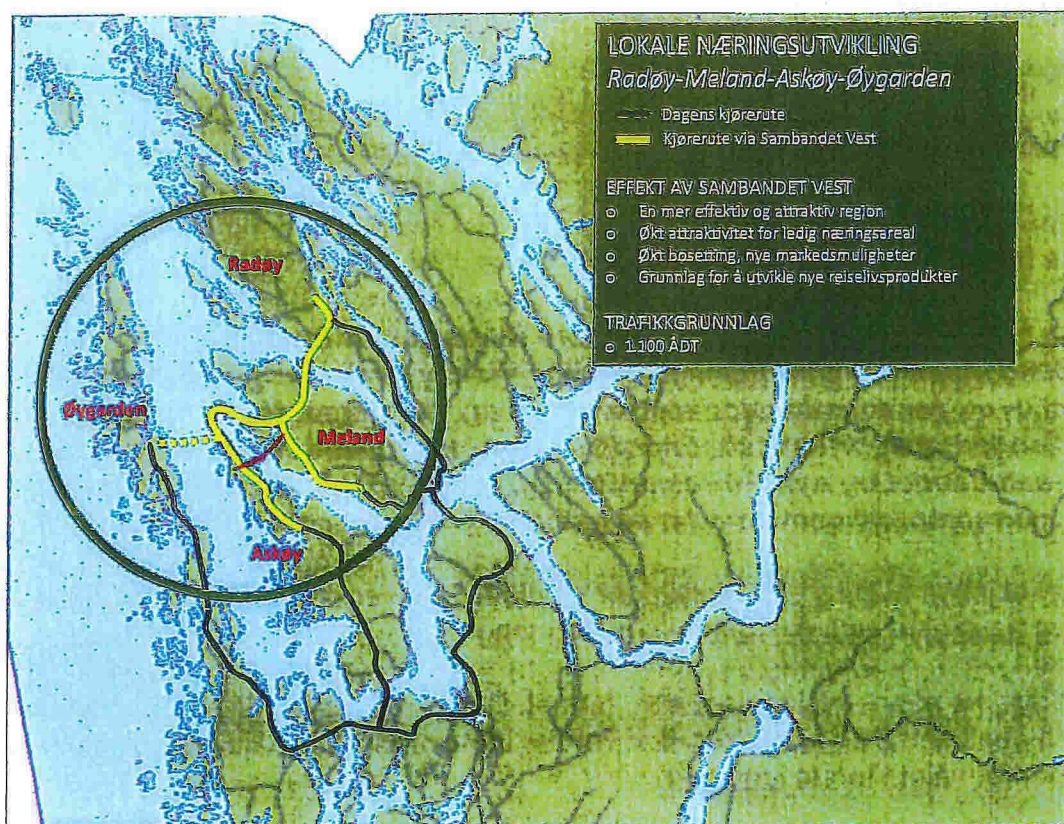 LOKALE NÆRINGSUTVIKLING
Radøy-Meland-Askøy-Øygarden
Dagens kjørerute
Kjørerute via Sambandet Vest
EFFEKT AV SAMBANDET VEST
o En mer effektiv og attraktiv region
o Økt attraktivitet for ledig næringsareal
o Økt bosetting, nye markedsmuligheter
o Grunnlag for å utvikle nye reiselivsprodukter
TRAFIKKGRUNNLAG
o 1.100 ÅDT
Radøy
Øygarden
Meland
Askøy